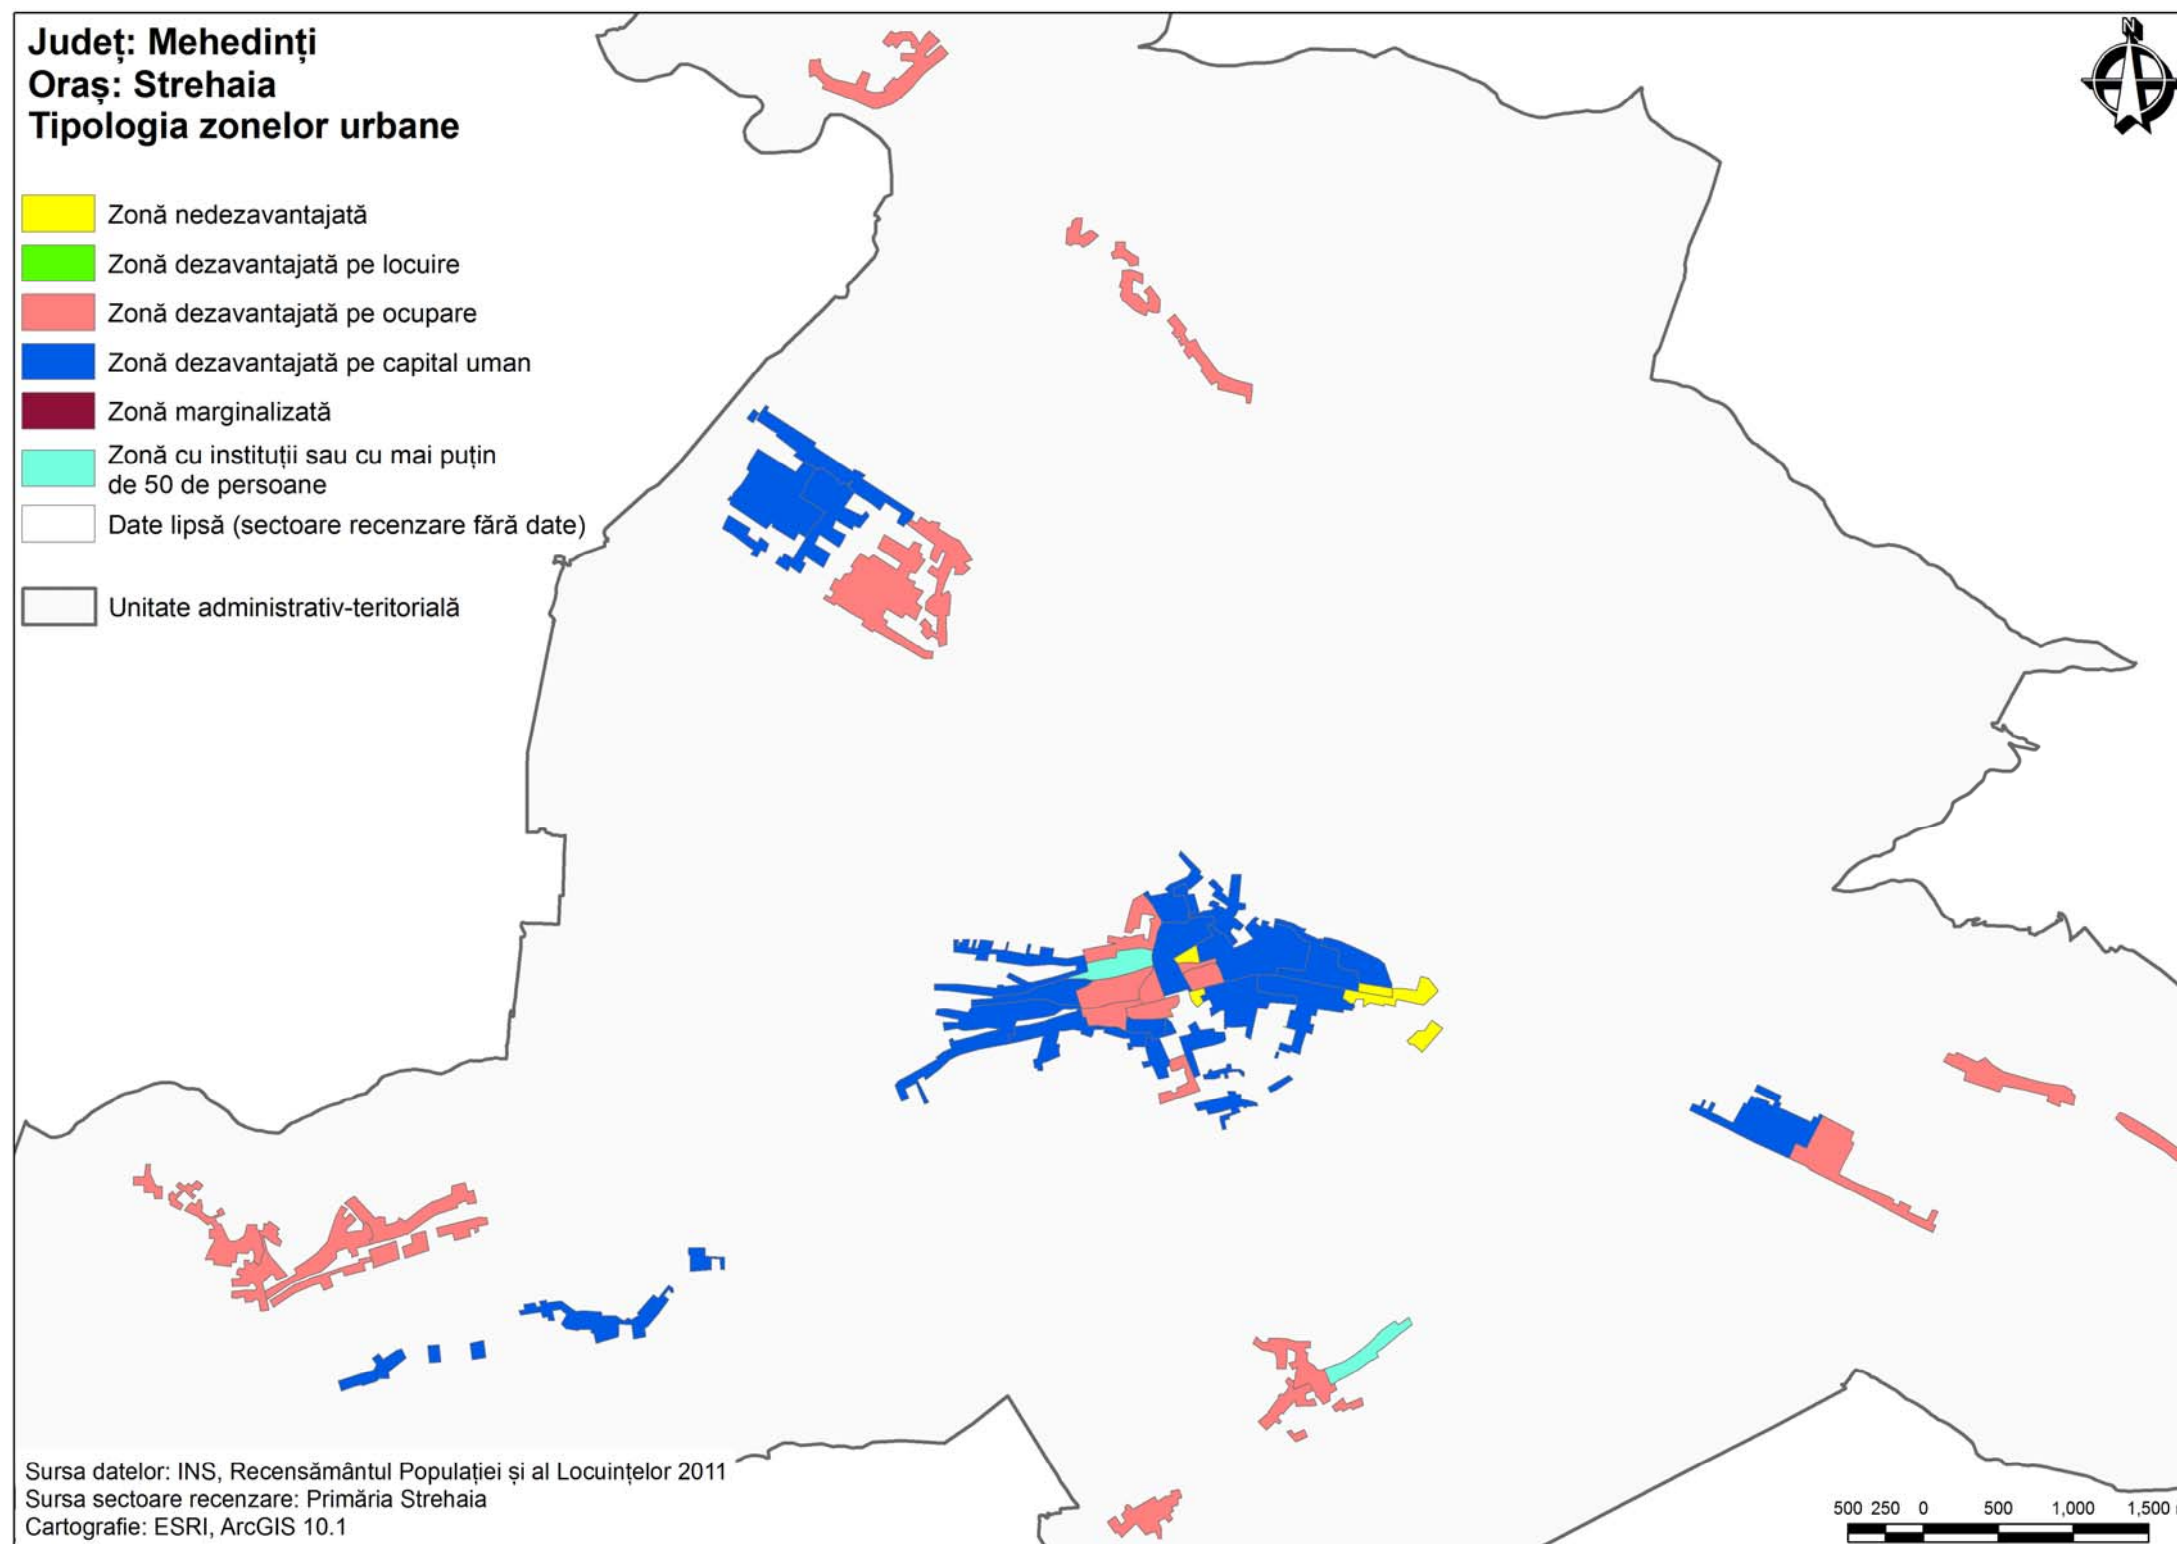 Județ: Mehedinți
Oraș: Strehaia
Tipologia zonelor urbane
N
Zonă nedezavantajată
Zonă dezavantajată pe locuire
Zonă dezavantajată pe ocupare
Zonă dezavantajată pe capital uman
Zonă marginalizată
Zonă cu instituții sau cu mai puțin
de 50 de persoane
Date lipsă (sectoare recenzare fără date)
Unitate administrativ-teritorială
Sursa datelor: INS, Recensământul Populației și al Locuințelor 2011
Sursa sectoare recenzare: Primăria Strehaia
Cartografie: ESRI, ArcGIS 10.1
500 250 0 500 1,000 1,500